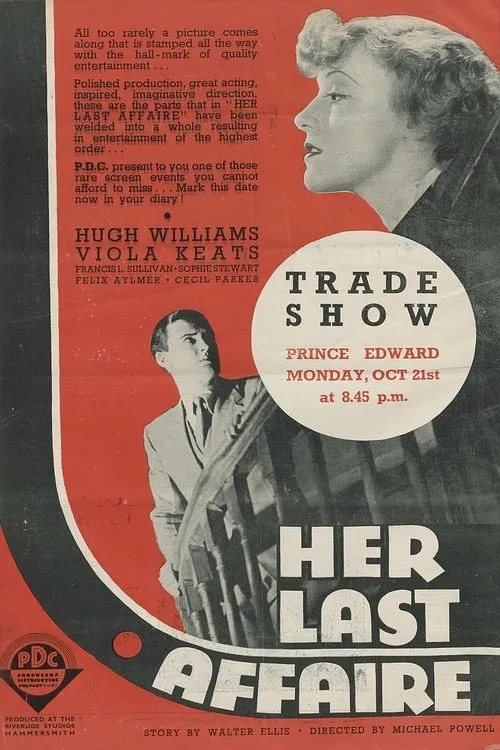 All too rarely a picture comes
along that is stamped all the way
with the hall-mark of quality
entertainment . . .
Polished production, great acting,
inspired, imaginative direction,
these are the parts that in "HER
LAST AFFAIRE" have been
welded into a whole resulting
in entertainment of the highest
order . . .
P.D.C. present to you one of those
rare screen events you cannot
afford to miss . . . Mark this date
now in your diary!
HUGH WILLIAMS
VIOLA KEATS
FRANCIS L. SULLIVAN · SOPHIE STEWART
FELIX AYLMER · CECIL PARKER
TRADE
SHOW
PRINCE EDWARD
MONDAY, OCT 21st
at 8.45 p.m.
HER
LAST
AFFAIRE
PDC
PRODUCERS
DISTRIBUTING
COMPANY
PRODUCED AT THE
RIVERSIDE STUDIOS
HAMMERSMITH
STORY BY WALTER ELLIS · DIRECTED BY MICHAEL POWELL